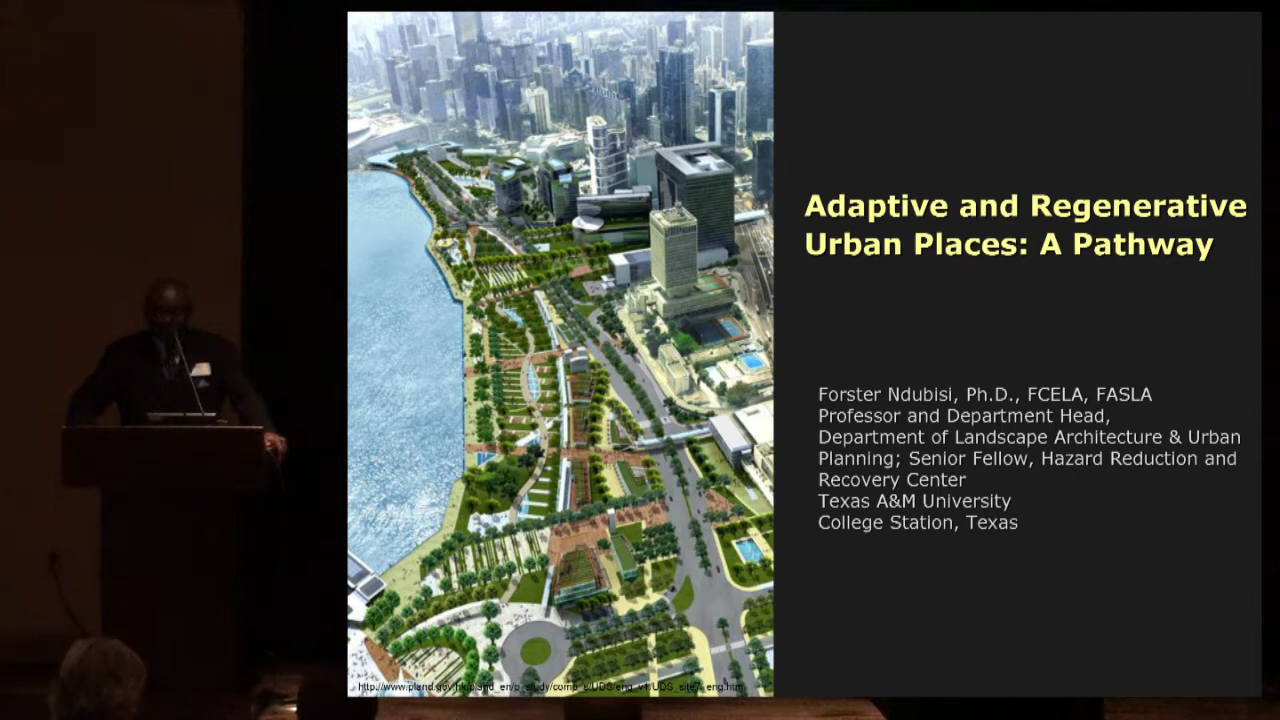 Adaptive and Regenerative
Urban Places: A Pathway
Forster Ndubisi, Ph.D., FCELA, FASLA
Professor and Department Head,
Department of Landscape Architecture & Urban
Planning; Senior Fellow, Hazard Reduction and
Recovery Center
Texas A&M University
College Station, Texas